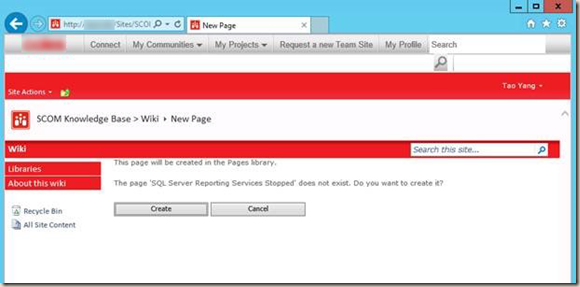 http:// /Sites/SCOI
New Page
Connect My Communities My Projects Request a new Team Site My Profile Search
Tao Yang
Site Actions
SCOM Knowledge Base > Wiki New Page
Wiki
Search this site...
Libraries
This page will be created in the Pages library.
About this wiki
The page 'SQL Server Reporting Services Stopped' does not exist. Do you want to create it?
Recycle Bin
Create Cancel
All Site Content